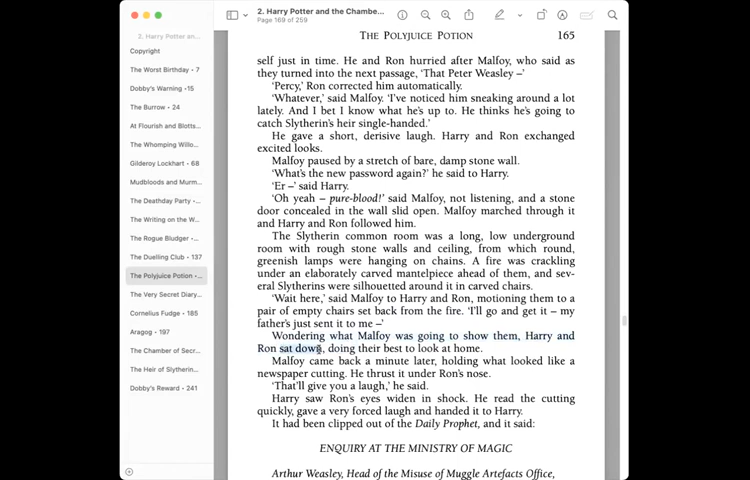 2. Harry Potter and the Chambe...
Page 169 of 259
2. Harry Potter an...
Copyright
The Worst Birthday • 7
Dobby's Warning •15
The Burrow • 24
At Flourish and Blotts...
The Whomping Willo...
Gilderoy Lockhart • 68
Mudbloods and Murm...
The Deathday Party •...
The Writing on the W...
The Rogue Bludger •...
The Duelling Club • 137
The Polyjuice Potion •...
The Very Secret Diary...
Cornelius Fudge • 185
Aragog • 197
The Chamber of Secr...
The Heir of Slytherin...
Dobby's Reward • 241
THE POLYJUICE POTION 165
self just in time. He and Ron hurried after Malfoy, who said as
they turned into the next passage, 'That Peter Weasley –'
'Percy,' Ron corrected him automatically.
'Whatever,' said Malfoy. 'I've noticed him sneaking around a lot
lately. And I bet I know what he's up to. He thinks he's going to
catch Slytherin's heir single-handed.'
He gave a short, derisive laugh. Harry and Ron exchanged
excited looks.
Malfoy paused by a stretch of bare, damp stone wall.
'What's the new password again?' he said to Harry.
'Er –' said Harry.
'Oh yeah – pure-blood!' said Malfoy, not listening, and a stone
door concealed in the wall slid open. Malfoy marched through it
and Harry and Ron followed him.
The Slytherin common room was a long, low underground
room with rough stone walls and ceiling, from which round,
greenish lamps were hanging on chains. A fire was crackling
under an elaborately carved mantelpiece ahead of them, and sev-
eral Slytherins were silhouetted around it in carved chairs.
'Wait here,' said Malfoy to Harry and Ron, motioning them to a
pair of empty chairs set back from the fire. 'I'll go and get it – my
father's just sent it to me –'
Wondering what Malfoy was going to show them, Harry and
Ron sat down, doing their best to look at home.
Malfoy came back a minute later, holding what looked like a
newspaper cutting. He thrust it under Ron's nose.
'That'll give you a laugh,' he said.
Harry saw Ron's eyes widen in shock. He read the cutting
quickly, gave a very forced laugh and handed it to Harry.
It had been clipped out of the Daily Prophet, and it said:
ENQUIRY AT THE MINISTRY OF MAGIC
Arthur Weasley, Head of the Misuse of Muggle Artefacts Office,